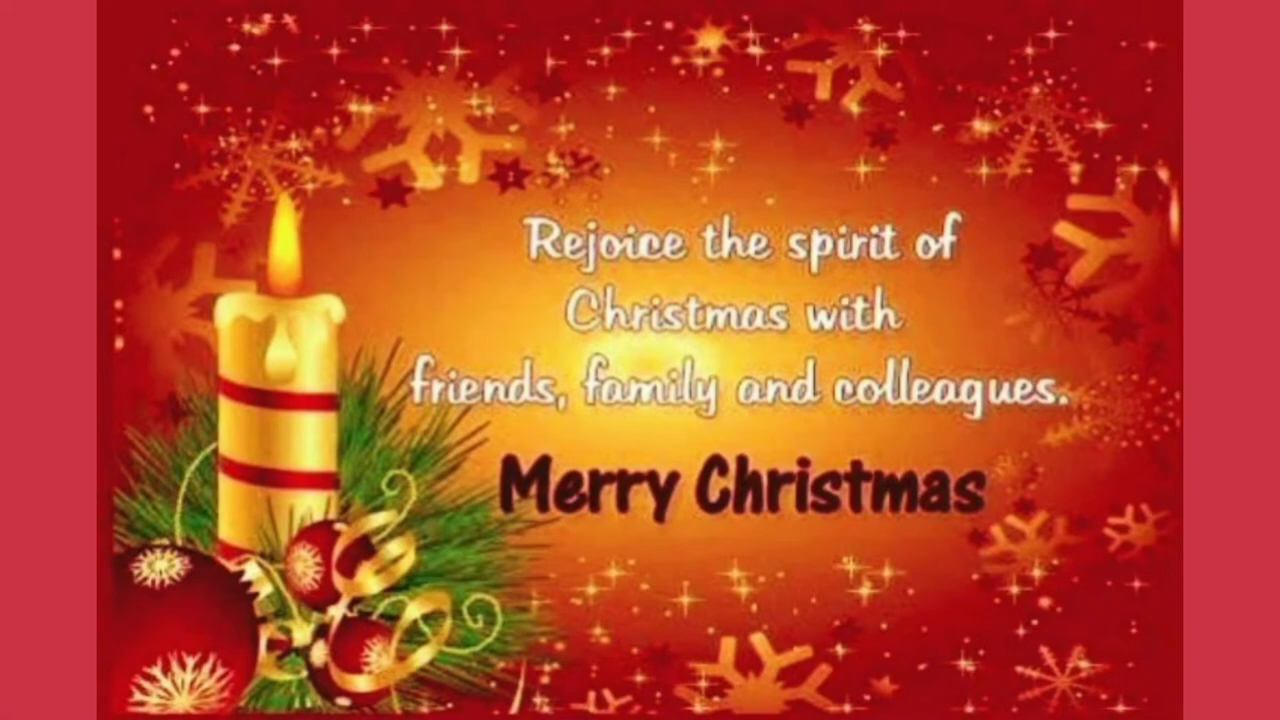 Rejoice the spirit of
Christmas with
friends, family and colleagues.
Merry Christmas